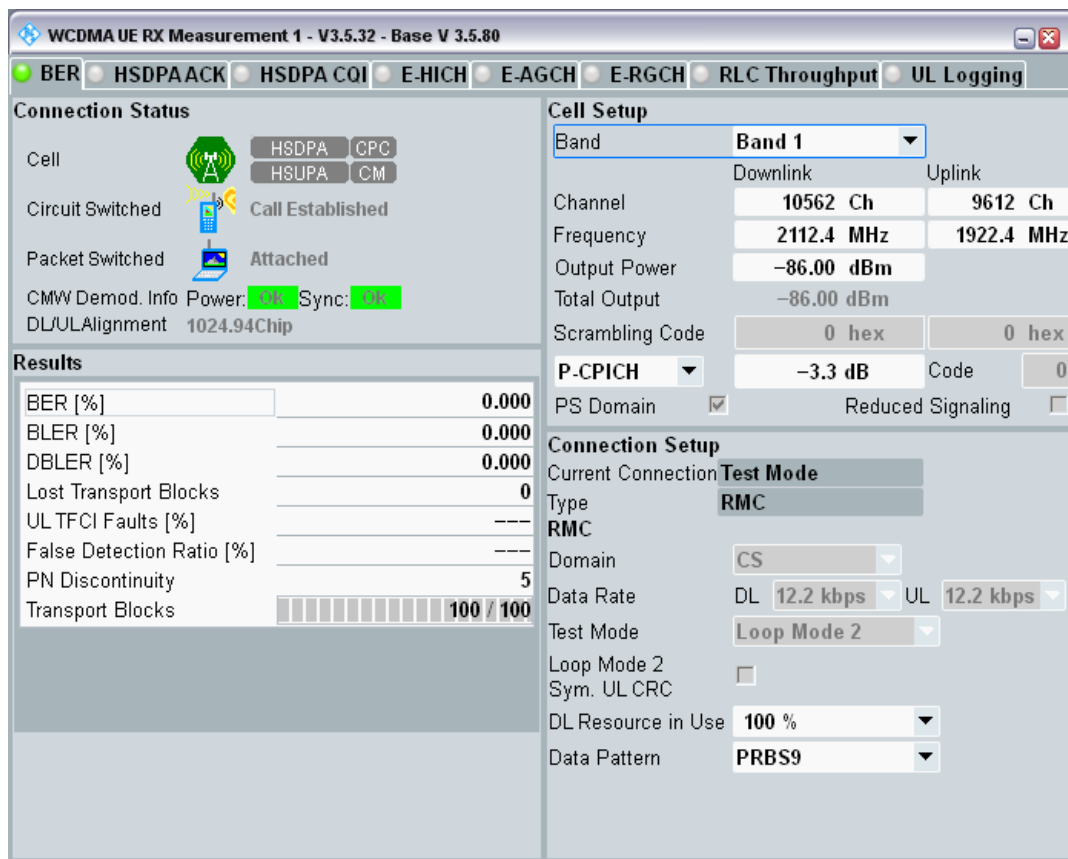 WCDMA UE RX Measurement 1 - V3.5.32 - Base V 3.5.80
BER HSDPA ACK HSDPA CQI E-HICH E-AGCH E-RGCH RLC Throughput UL Logging
Connection Status
Cell HSDPA CPC
HSUPA CM
Circuit Switched Call Established
Packet Switched Attached
CMW Demod. Info Power: Ok Sync: Ok
DL/ULAlignment 1024.94Chip
Results
BER [%] 0.000
BLER [%] 0.000
DBLER [%] 0.000
Lost Transport Blocks 0
UL TFCI Faults [%] ---
False Detection Ratio [%] ---
PN Discontinuity 5
Transport Blocks 100 / 100
Cell Setup
Band Band 1
Downlink Uplink
Channel 10562 Ch 9612 Ch
Frequency 2112.4 MHz 1922.4 MHz
Output Power −86.00 dBm
Total Output −86.00 dBm
Scrambling Code 0 hex 0 hex
P-CPICH −3.3 dB Code 0
PS Domain Reduced Signaling
Connection Setup
Current Connection Test Mode
Type RMC
RMC
Domain CS
Data Rate DL 12.2 kbps UL 12.2 kbps
Test Mode Loop Mode 2
Loop Mode 2
Sym. UL CRC
DL Resource in Use 100 %
Data Pattern PRBS9